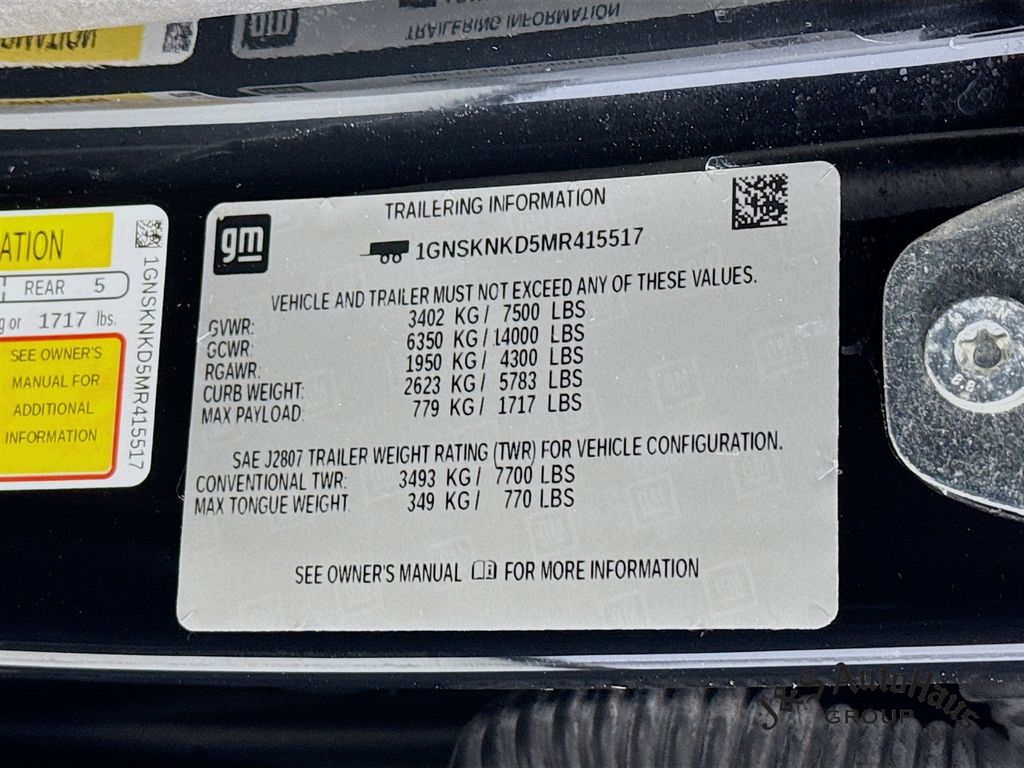 TRAILERING INFORMATION
gm
1GNSKNKD5MR415517
VEHICLE AND TRAILER MUST NOT EXCEED ANY OF THESE VALUES.
GVWR: 3402 KG / 7500 LBS
GCWR: 6350 KG / 14000 LBS
RGAWR: 1950 KG / 4300 LBS
CURB WEIGHT: 2623 KG / 5783 LBS
MAX PAYLOAD: 779 KG / 1717 LBS
SAE J2807 TRAILER WEIGHT RATING (TWR) FOR VEHICLE CONFIGURATION.
CONVENTIONAL TWR: 3493 KG / 7700 LBS
MAX TONGUE WEIGHT 349 KG / 770 LBS
SEE OWNER'S MANUAL FOR MORE INFORMATION
ATION
REAR 5
g or 1717 lbs.
SEE OWNER'S
MANUAL FOR
ADDITIONAL
INFORMATION
1GNSKNKD5MR415517
TRAILERING INFORMATION
8.8
S&S AutoHaus
GROUP